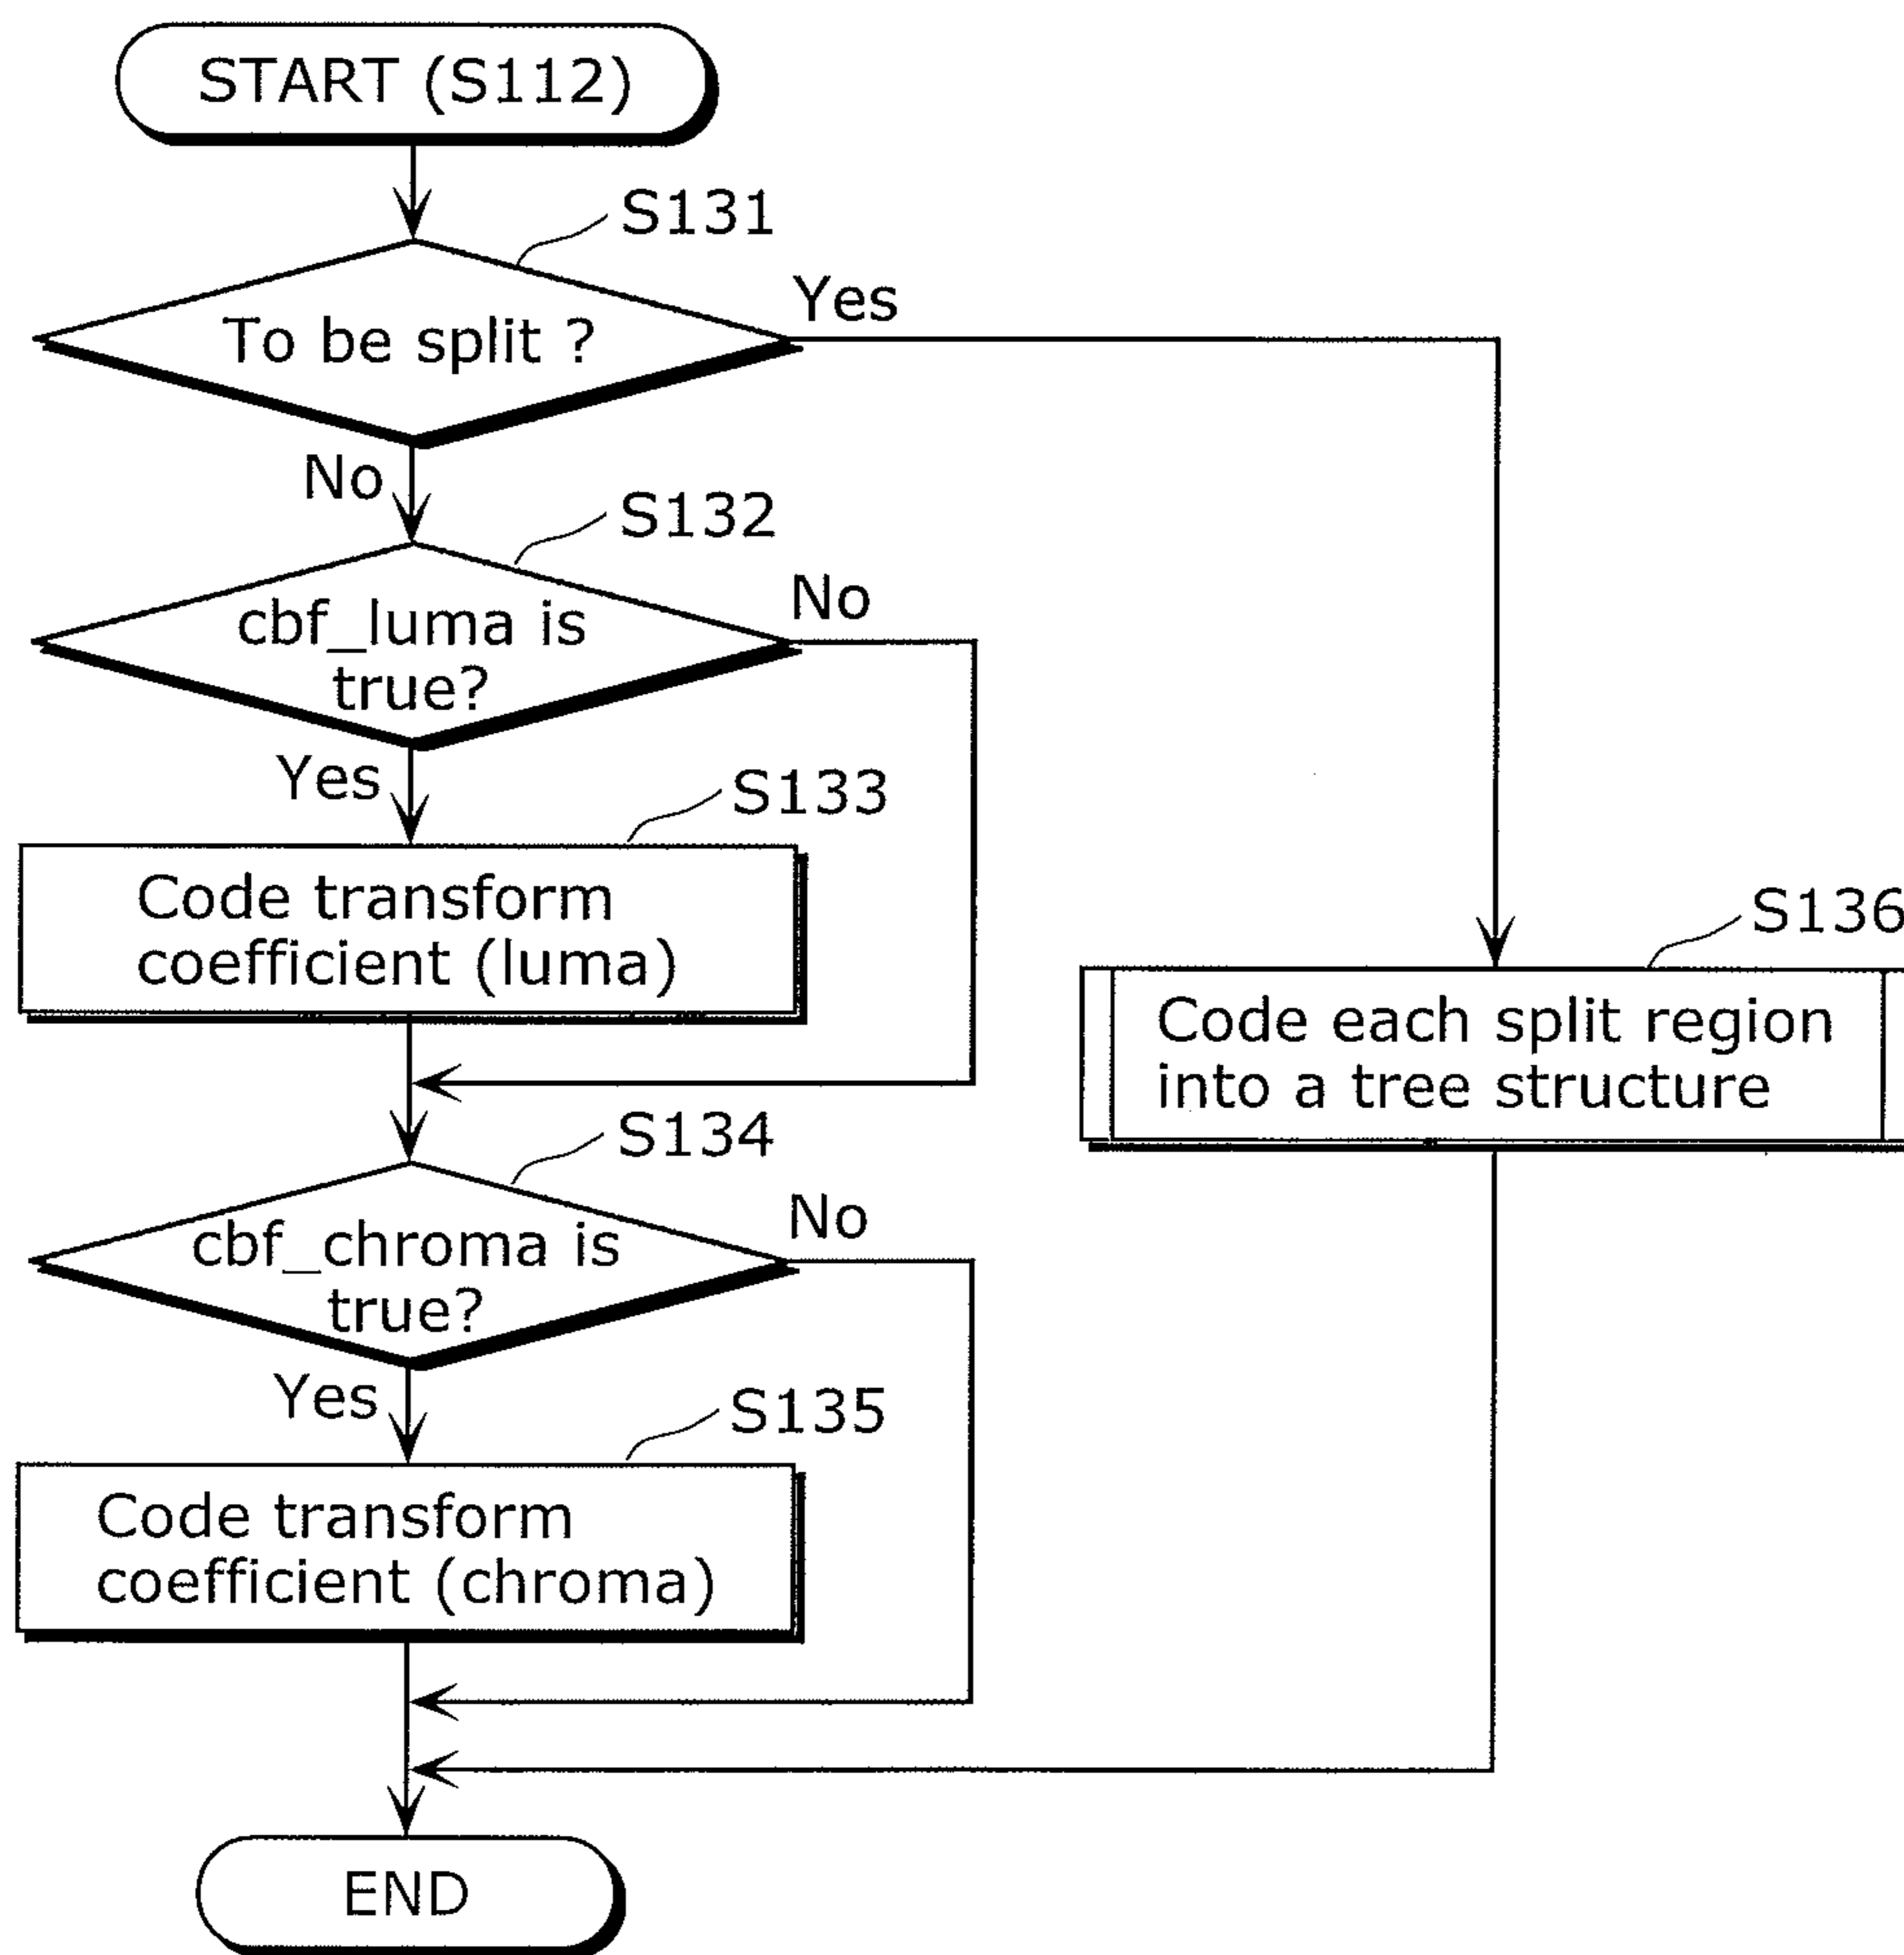 START (S112)
S131
To be split ?
Yes
No
S132
cbf_luma is
true?
No
Yes
S133
Code transform
coefficient (luma)
S136
Code each split region
into a tree structure
S134
cbf_chroma is
true?
No
Yes
S135
Code transform
coefficient (chroma)
END